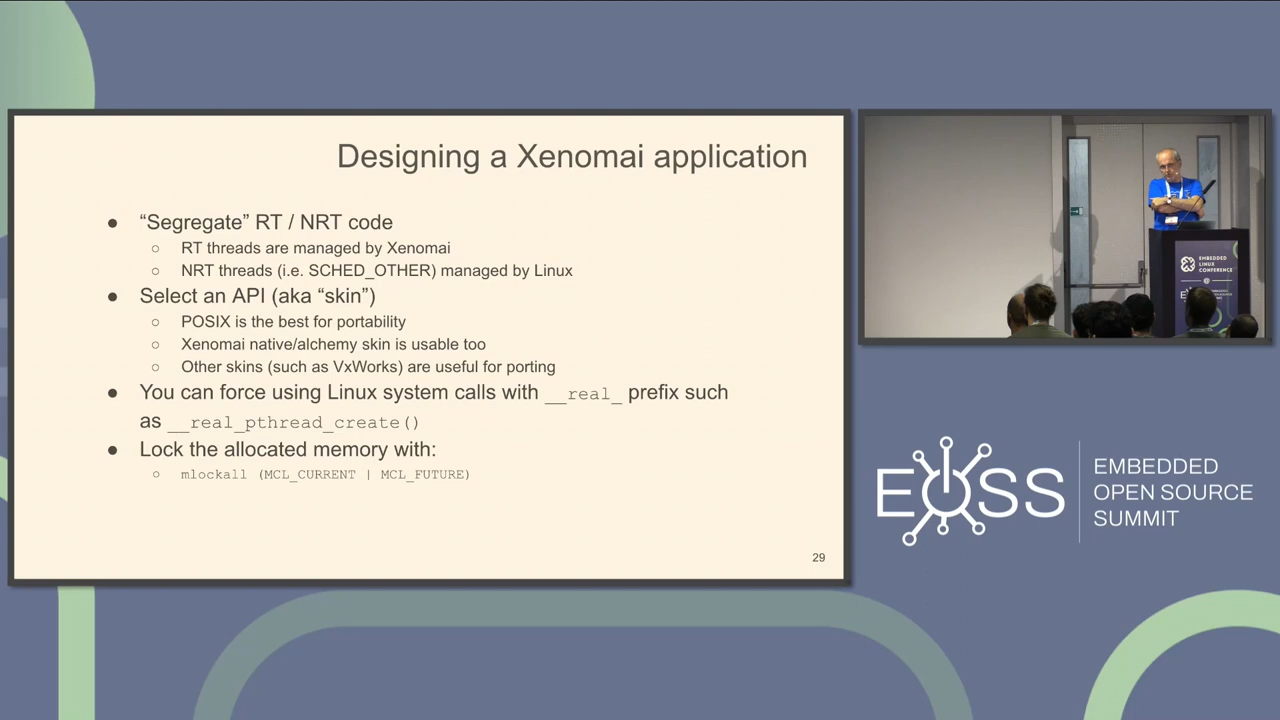 Designing a Xenomai application
● “Segregate” RT / NRT code
○ RT threads are managed by Xenomai
○ NRT threads (i.e. SCHED_OTHER) managed by Linux
● Select an API (aka “skin”)
○ POSIX is the best for portability
○ Xenomai native/alchemy skin is usable too
○ Other skins (such as VxWorks) are useful for porting
● You can force using Linux system calls with __real_ prefix such
as __real_pthread_create()
● Lock the allocated memory with:
○ mlockall (MCL_CURRENT | MCL_FUTURE)
29
EMBEDDED
LINUX
CONFERENCE
EOSS
EMBEDDED
OPEN SOURCE
SUMMIT